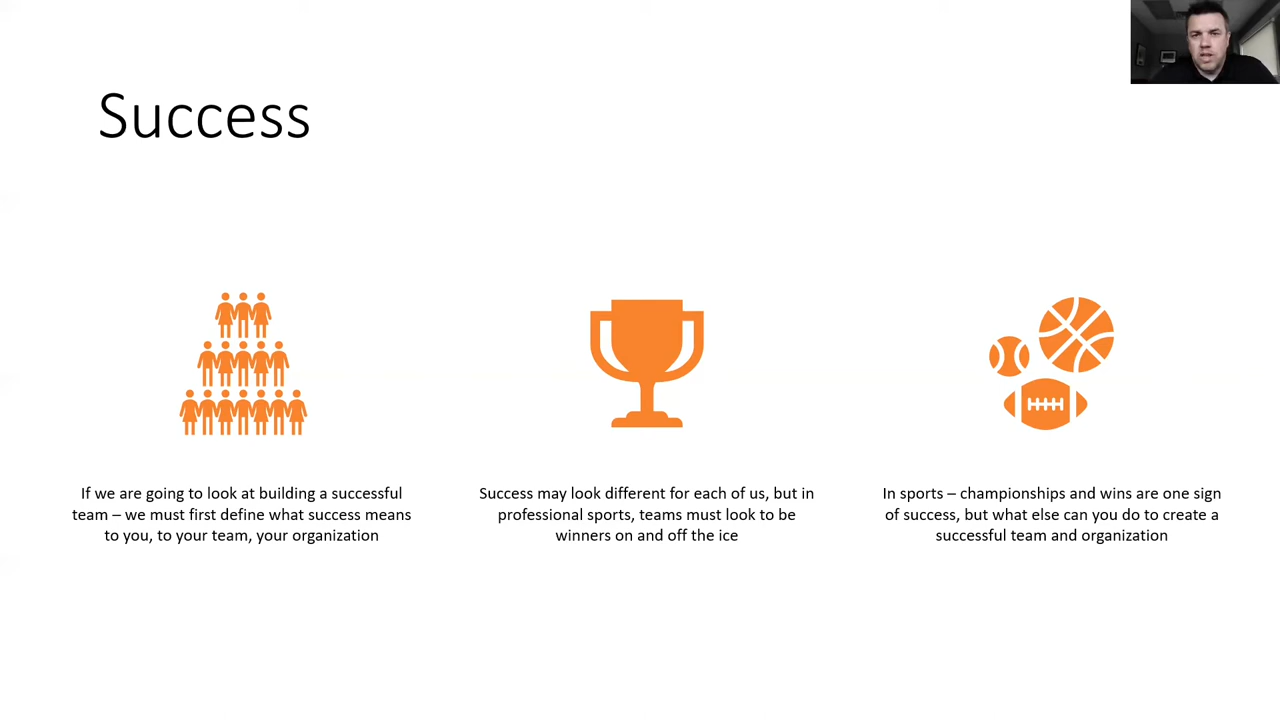 Success
If we are going to look at building a successful
team – we must first define what success means
to you, to your team, your organization
Success may look different for each of us, but in
professional sports, teams must look to be
winners on and off the ice
In sports – championships and wins are one sign
of success, but what else can you do to create a
successful team and organization